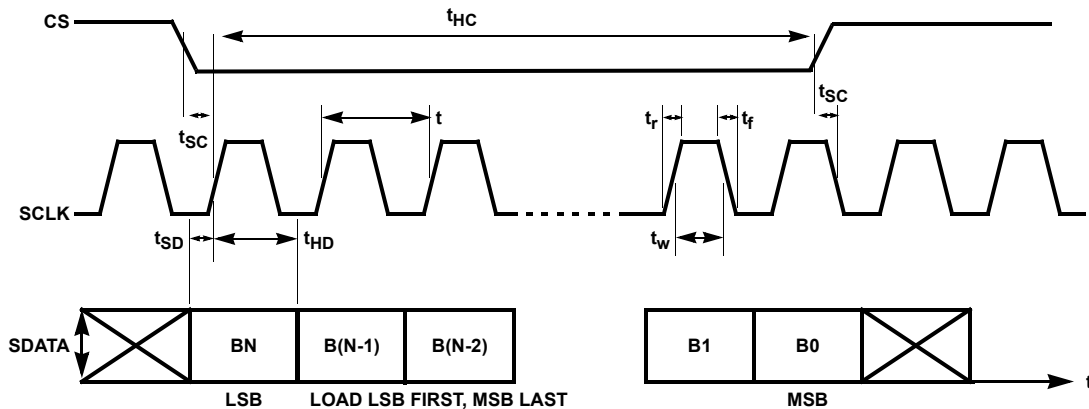 CS
tHC
tSC
tSC
t
tr
tf
SCLK
tSD
tHD
tw
SDATA
BN
B(N-1)
B(N-2)
B1
B0
t
LSB
LOAD LSB FIRST, MSB LAST
MSB